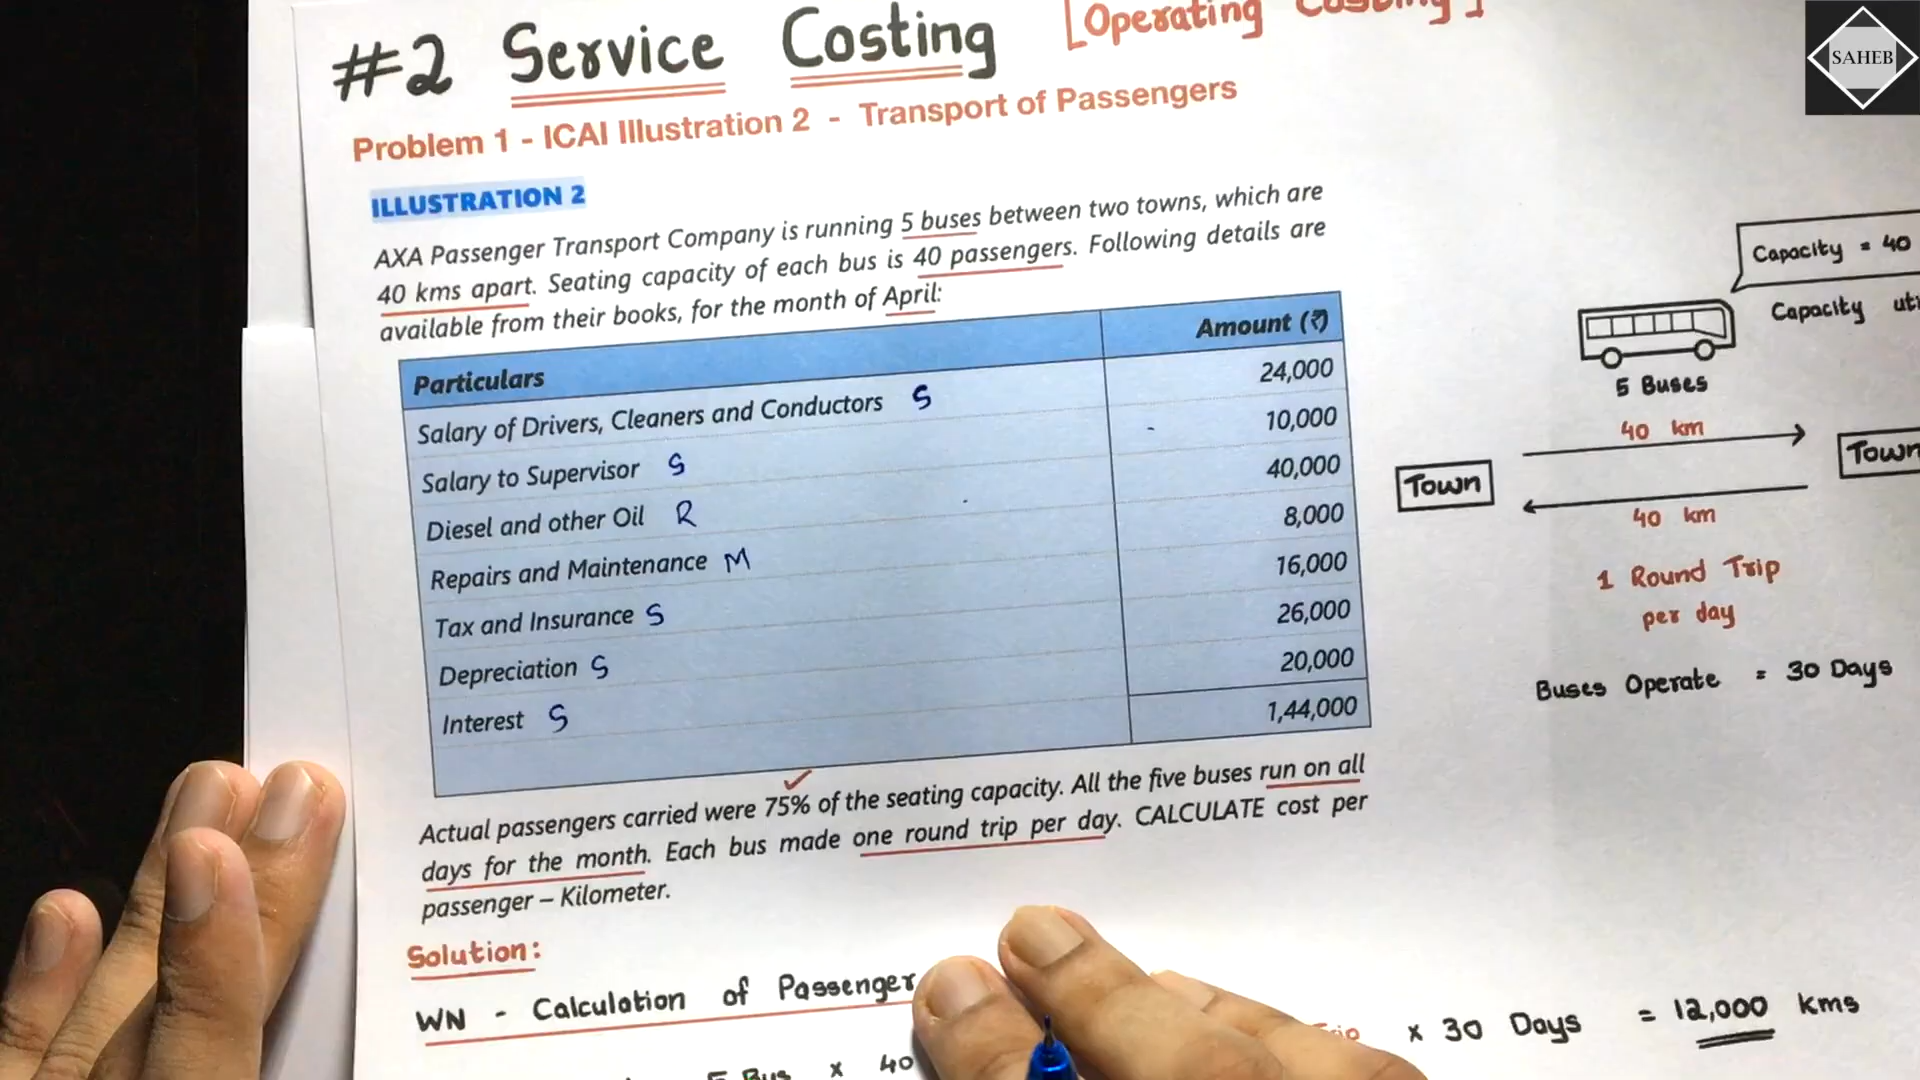 #2 Service Costing [Operating Costing]
SAHEB
Problem 1 - ICAI Illustration 2 - Transport of Passengers
ILLUSTRATION 2
AXA Passenger Transport Company is running 5 buses between two towns, which are
40 kms apart. Seating capacity of each bus is 40 passengers. Following details are
available from their books, for the month of April:
Particulars Amount (₹)
Salary of Drivers, Cleaners and Conductors S 24,000
Salary to Supervisor S 10,000
Diesel and other Oil R 40,000
Repairs and Maintenance M 8,000
Tax and Insurance S 16,000
Depreciation S 26,000
Interest S 20,000
1,44,000
Actual passengers carried were 75% of the seating capacity. All the five buses run on all
days for the month. Each bus made one round trip per day. CALCULATE cost per
passenger – Kilometer.
Capacity = 40
Capacity
5 Buses
40 km
Town
Town
40 km
1 Round Trip
per day
Buses Operate = 30 Days
Solution:
WN - Calculation of Passenger
5 Bus x 40
x 30 Days = 12,000 kms